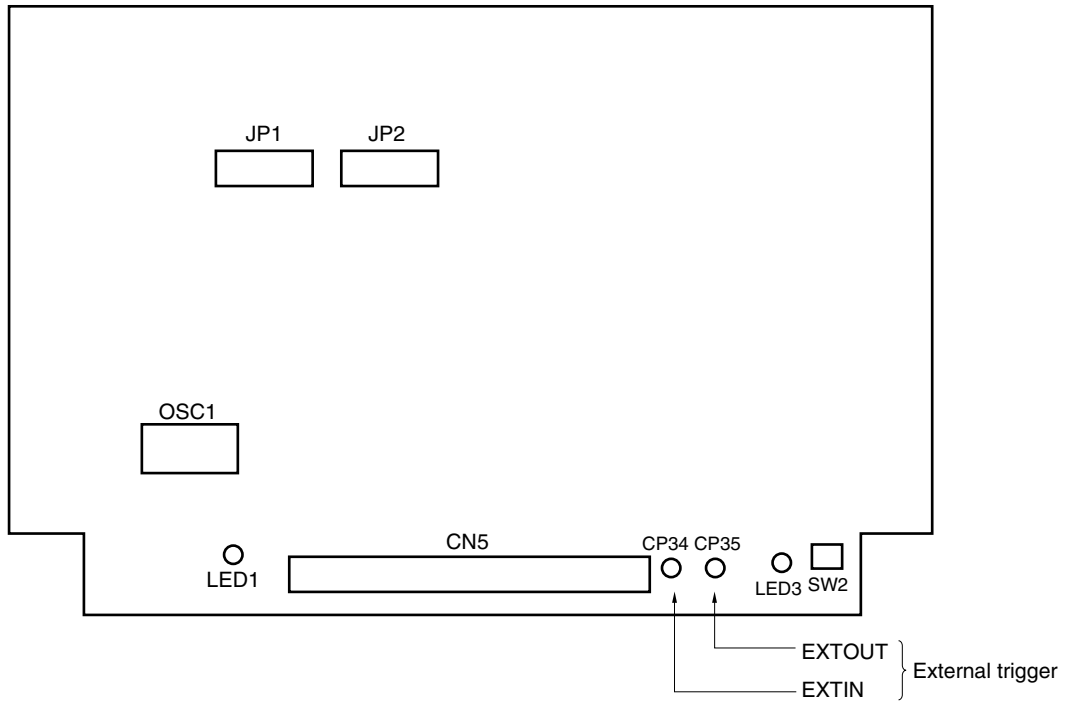 JP1
JP2
OSC1
LED1
CN5
CP34
CP35
LED3
SW2
EXTOUT
EXTIN
External trigger